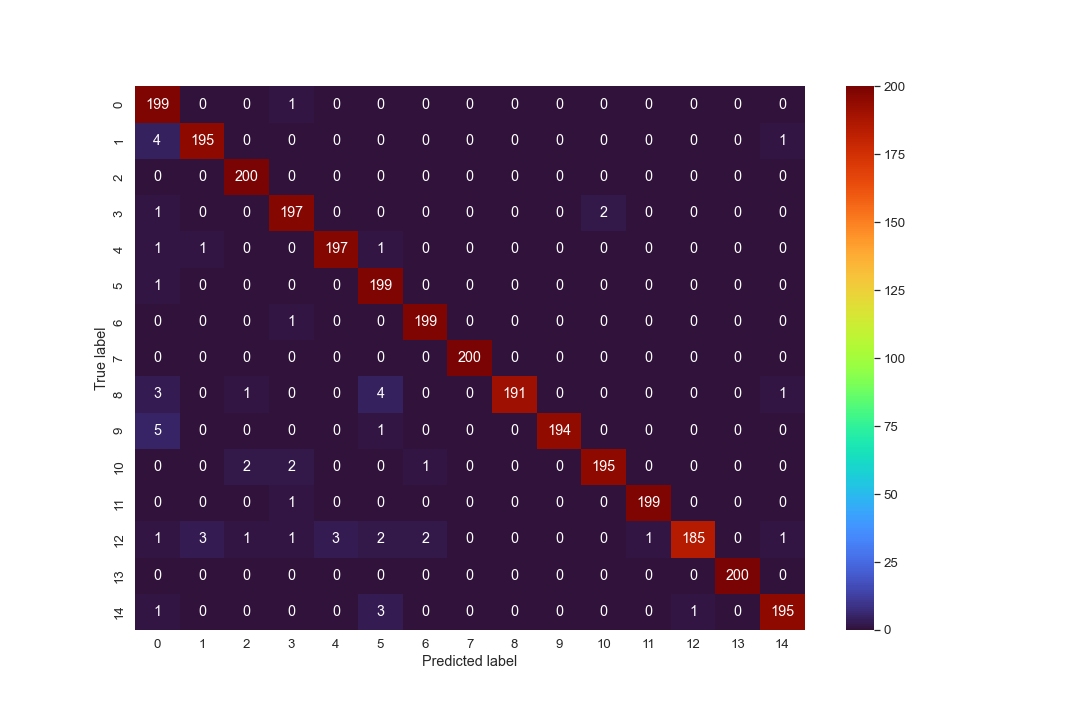 0 199 0 0 1 0 0 0 0 0 0 0 0 0 0 0
1 4 195 0 0 0 0 0 0 0 0 0 0 0 0 1
2 0 0 200 0 0 0 0 0 0 0 0 0 0 0 0
3 1 0 0 197 0 0 0 0 0 0 2 0 0 0 0
4 1 1 0 0 197 1 0 0 0 0 0 0 0 0 0
5 1 0 0 0 0 199 0 0 0 0 0 0 0 0 0
6 0 0 0 1 0 0 199 0 0 0 0 0 0 0 0
7 0 0 0 0 0 0 0 200 0 0 0 0 0 0 0
8 3 0 1 0 0 4 0 0 191 0 0 0 0 0 1
9 5 0 0 0 0 1 0 0 0 194 0 0 0 0 0
10 0 0 2 2 0 0 1 0 0 0 195 0 0 0 0
11 0 0 0 1 0 0 0 0 0 0 0 199 0 0 0
12 1 3 1 1 3 2 2 0 0 0 0 1 185 0 1
13 0 0 0 0 0 0 0 0 0 0 0 0 0 200 0
14 1 0 0 0 0 3 0 0 0 0 0 0 1 0 195
0 1 2 3 4 5 6 7 8 9 10 11 12 13 14
Predicted label
True label
200
175
150
125
100
75
50
25
0